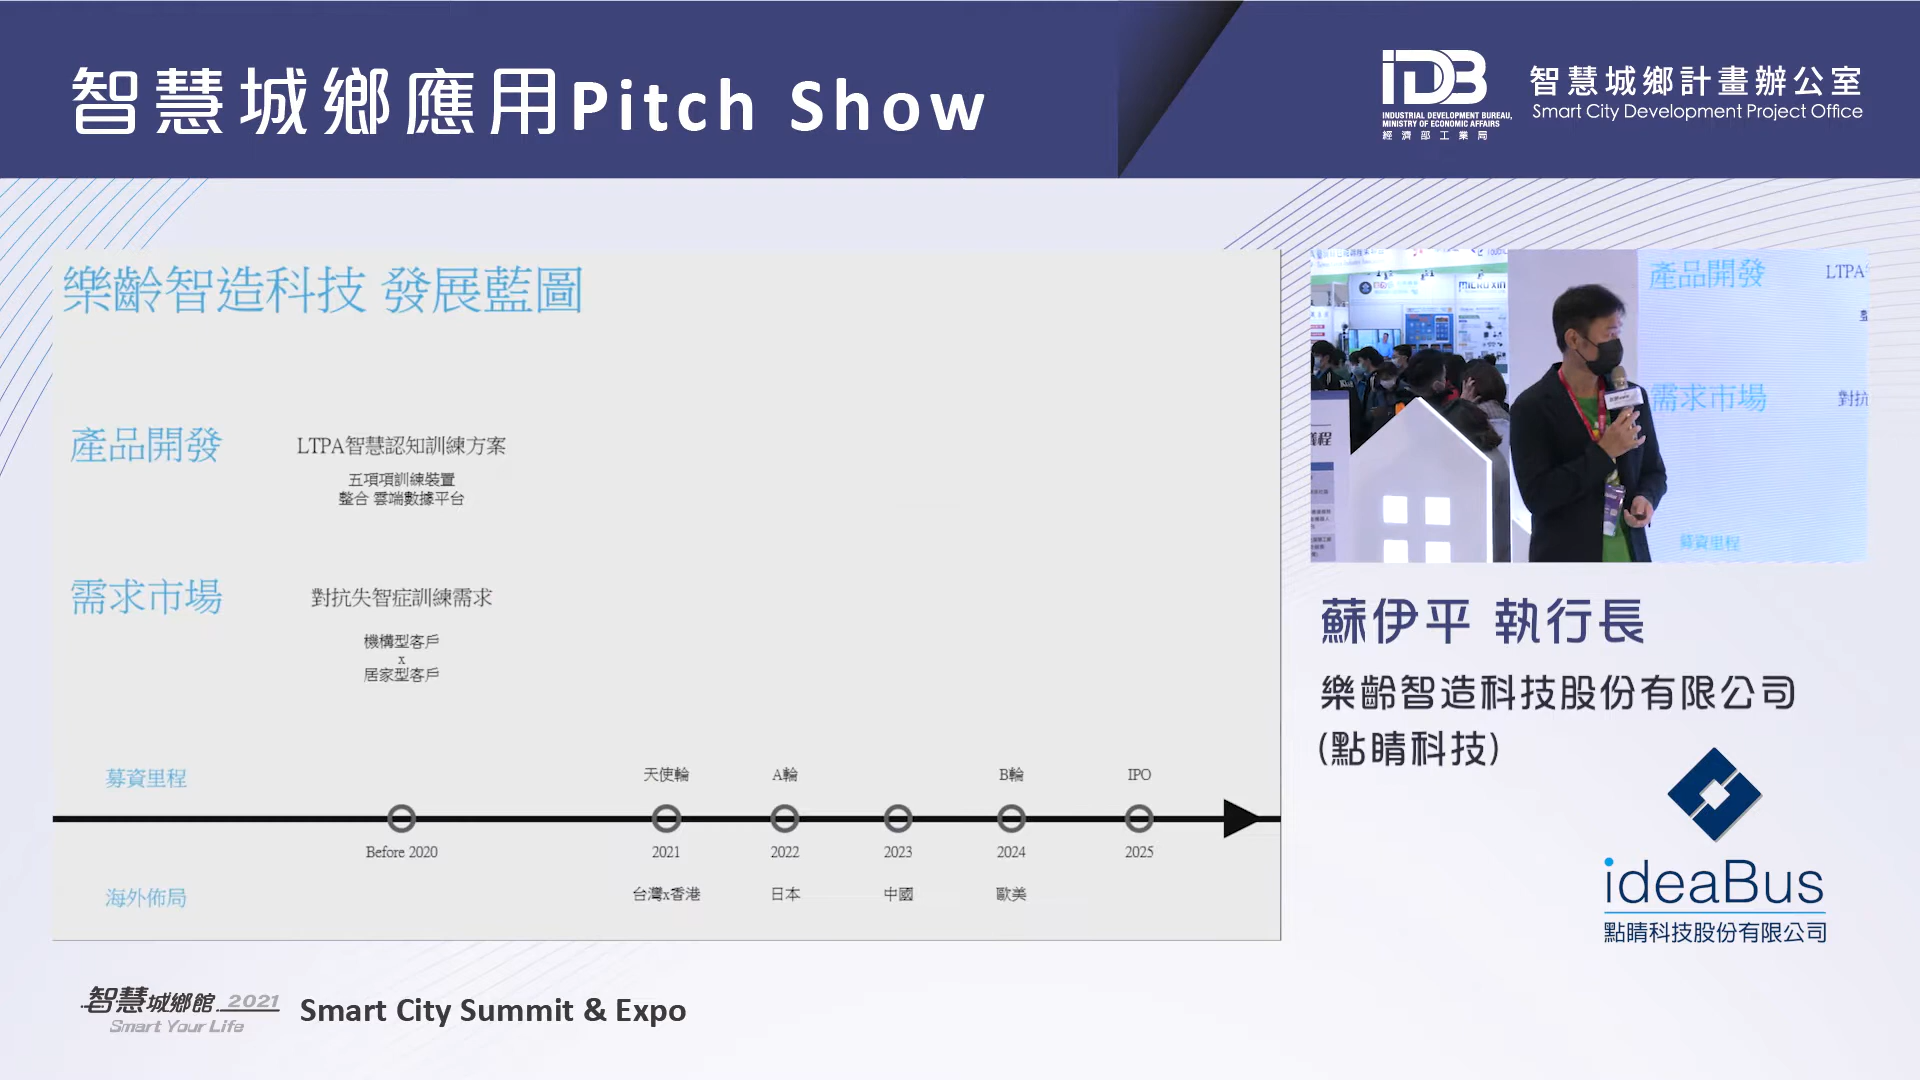 智慧城鄉應用Pitch Show
IDB
INDUSTRIAL DEVELOPMENT BUREAU,
MINISTRY OF ECONOMIC AFFAIRS
經濟部工業局
智慧城鄉計畫辦公室
Smart City Development Project Office
樂齡智造科技 發展藍圖
產品開發
LTPA智慧認知訓練方案
五項項訓練裝置
整合 雲端數據平台
需求市場
對抗失智症訓練需求
機構型客戶
x
居家型客戶
募資里程
天使輪 A輪 B輪 IPO
Before 2020 2021 2022 2023 2024 2025
海外佈局
台灣x香港 日本 中國 歐美
產品開發
LTPA
需求市場
對抗
募資里程
蘇伊平 執行長
樂齡智造科技股份有限公司
(點睛科技)
ideaBus
點睛科技股份有限公司
智慧城鄉館 2021
Smart Your Life
Smart City Summit & Expo